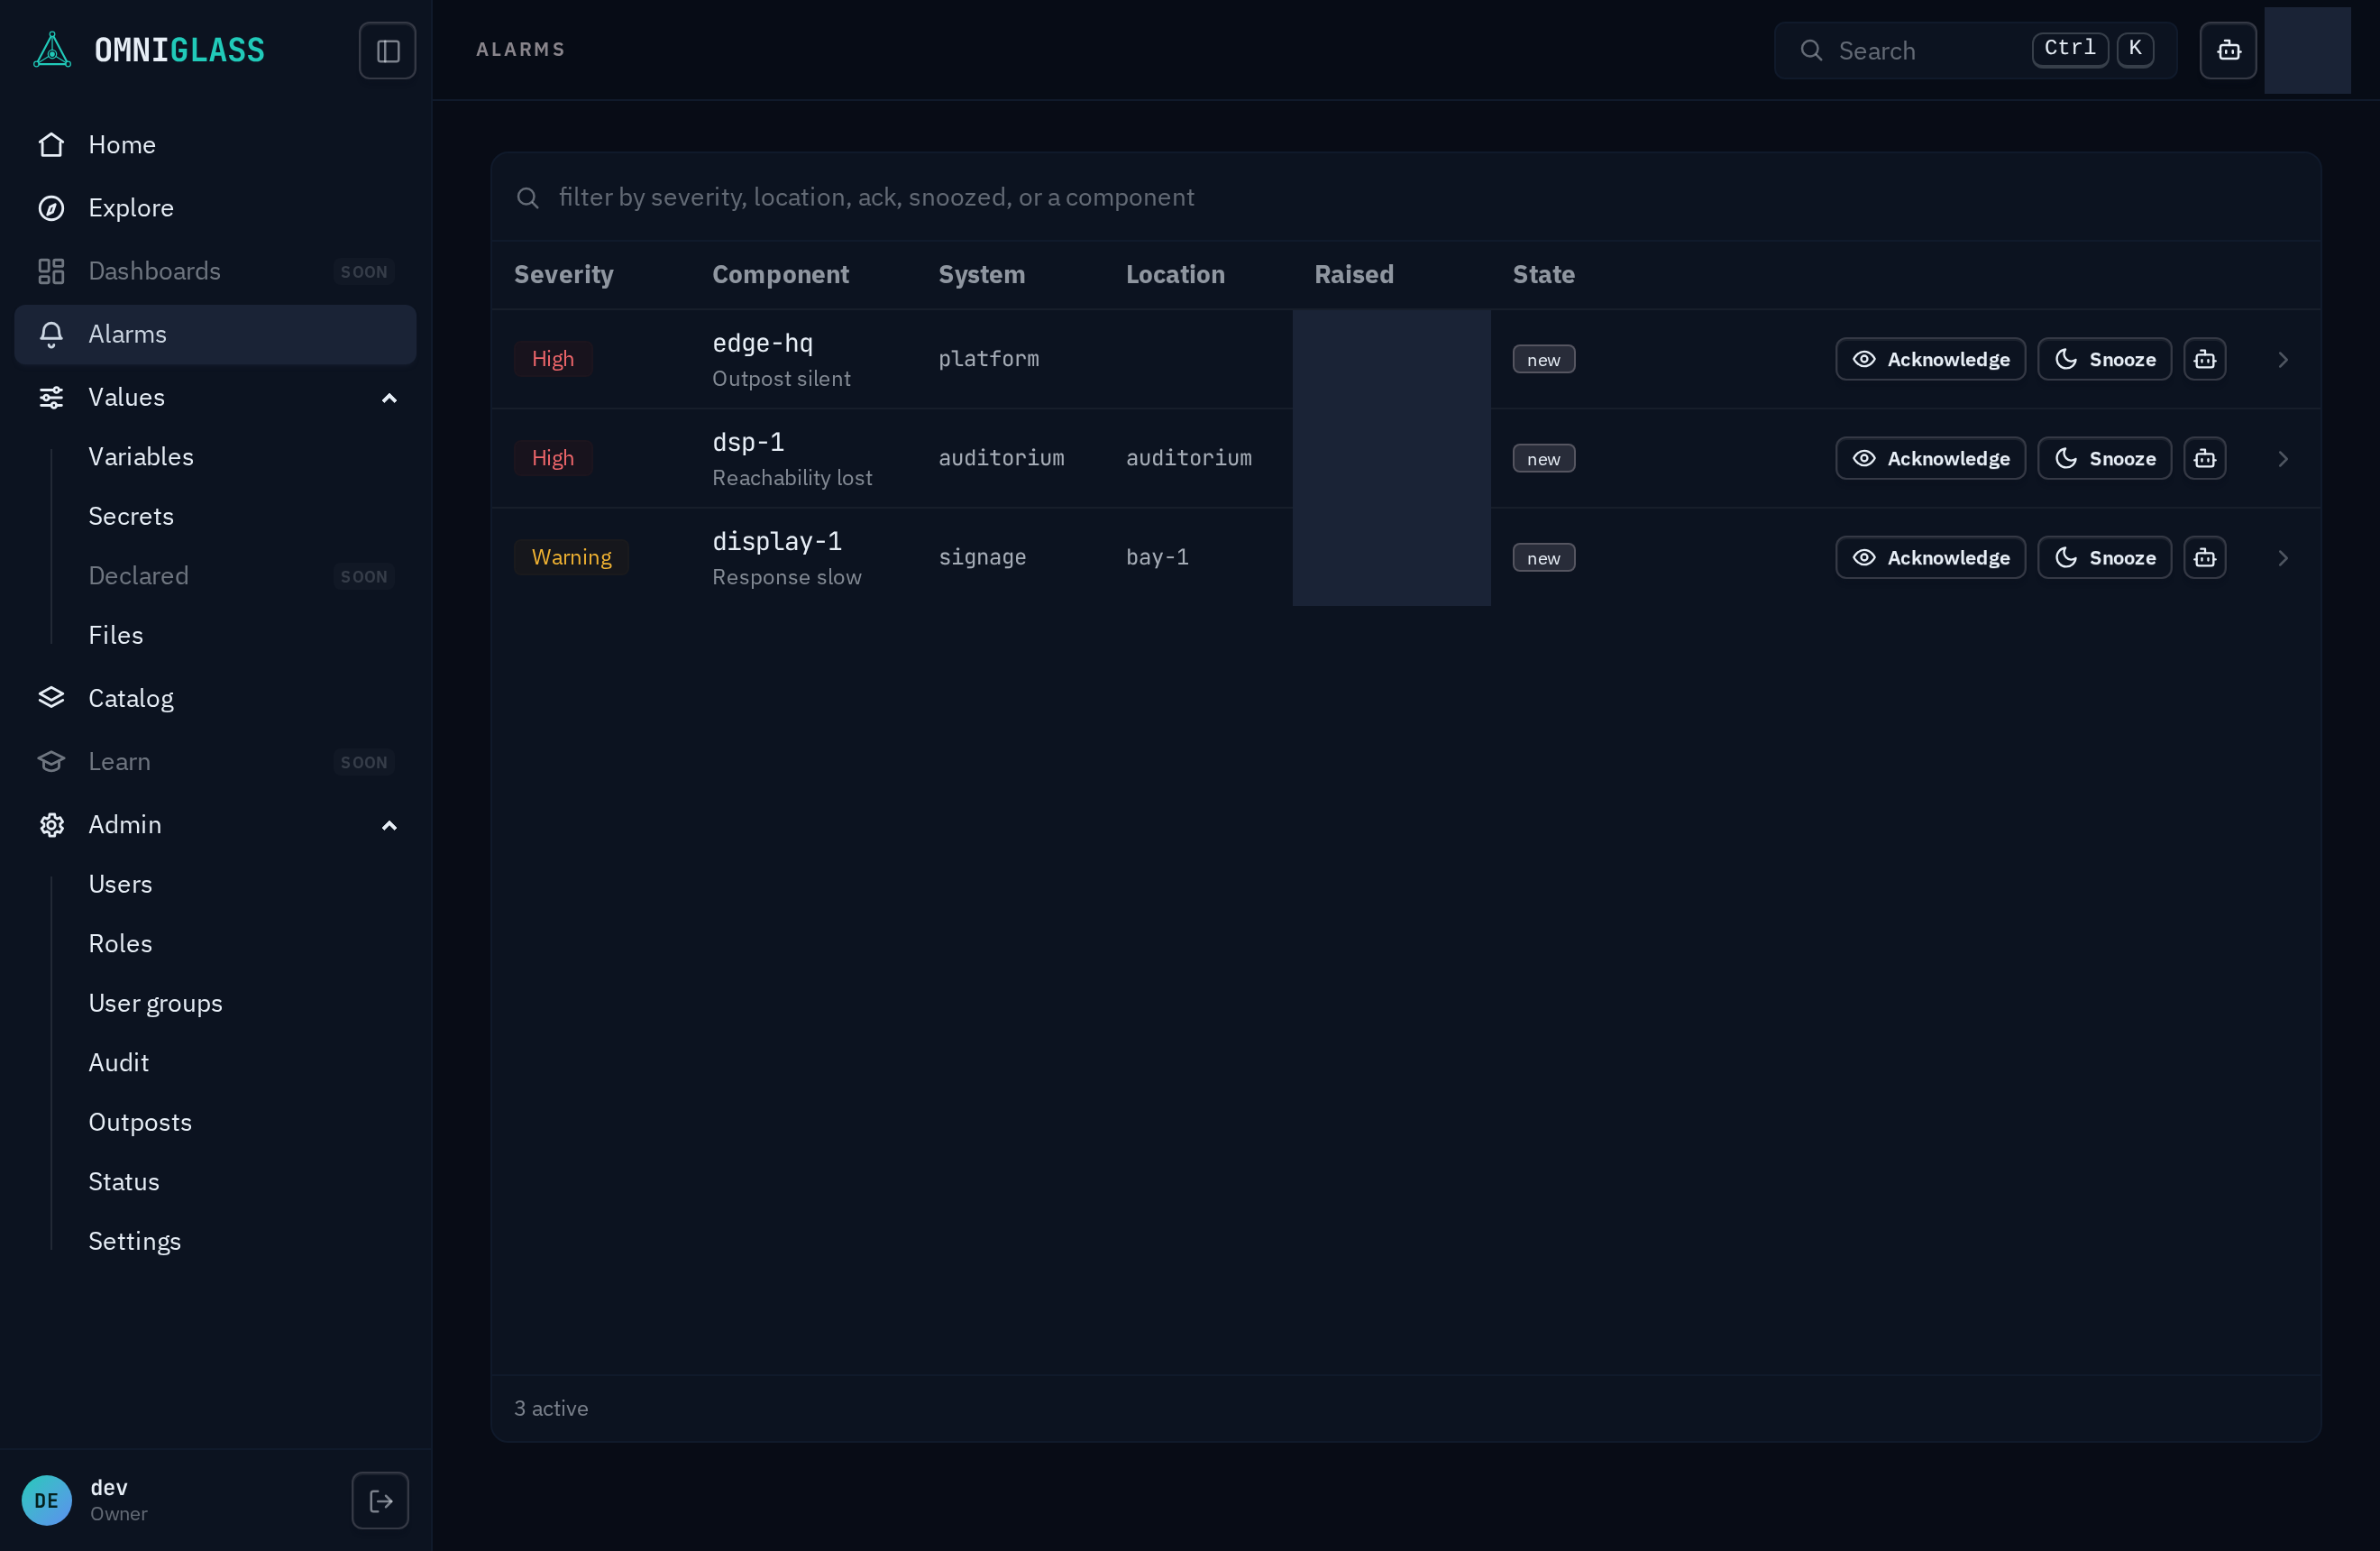 OMNIGLASS
ALARMS
Search Ctrl K
Home
Explore
Dashboards SOON
Alarms
Values
Variables
Secrets
Declared SOON
Files
Catalog
Learn SOON
Admin
Users
Roles
User groups
Audit
Outposts
Status
Settings
DE dev
Owner
filter by severity, location, ack, snoozed, or a component
Severity Component System Location Raised State
High edge-hq platform new Acknowledge Snooze
Outpost silent
High dsp-1 auditorium auditorium new Acknowledge Snooze
Reachability lost
Warning display-1 signage bay-1 new Acknowledge Snooze
Response slow
3 active